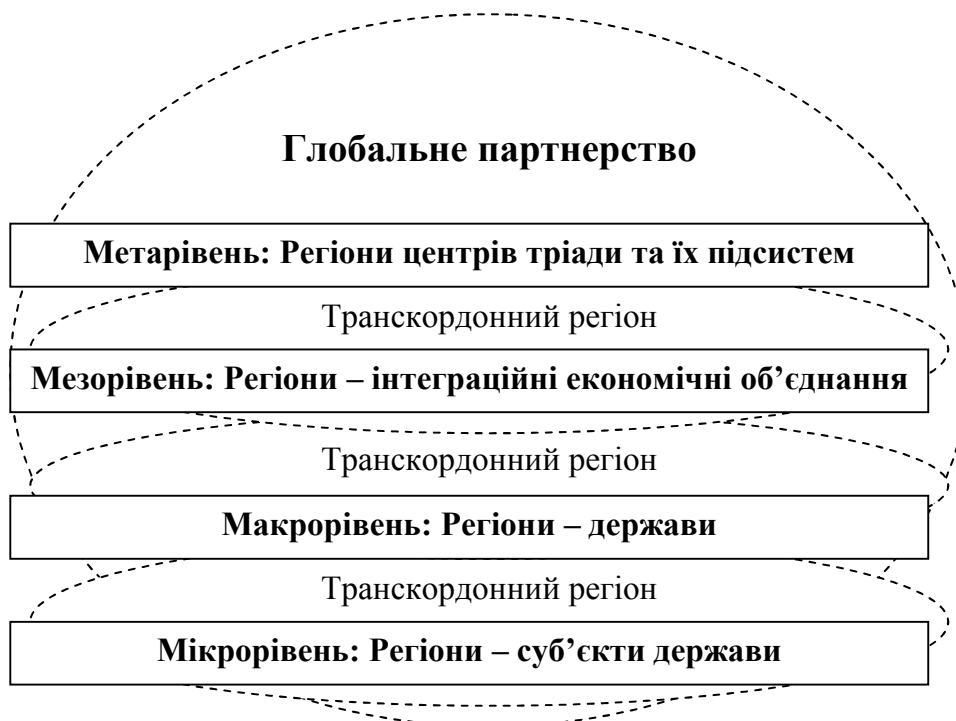 Глобальне партнерство
Метарівень: Регіони центрів тріади та їх підсистем
Транскордонний регіон
Мезорівень: Регіони – інтеграційні економічні об’єднання
Транскордонний регіон
Макрорівень: Регіони – держави
Транскордонний регіон
Мікрорівень: Регіони – суб’єкти держави